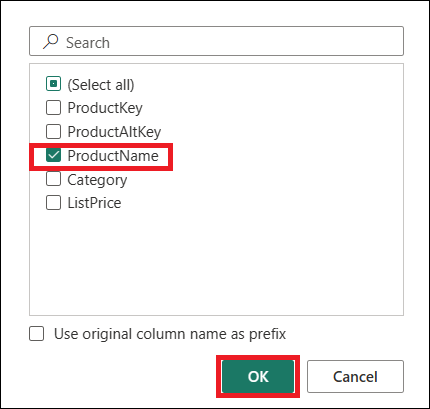 Search
(Select all)
ProductKey
ProductAltKey
ProductName
Category
ListPrice
Use original column name as prefix
OK Cancel